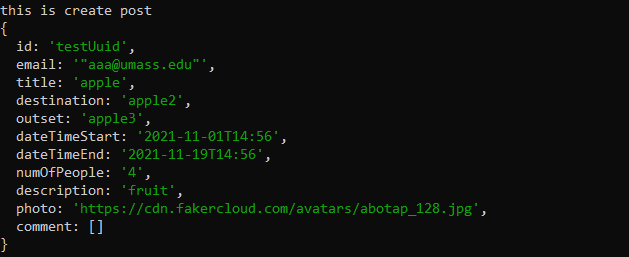 this is create post
{
  id: 'testUuid',
  email: '"aaa@umass.edu"',
  title: 'apple',
  destination: 'apple2',
  outset: 'apple3',
  dateTimeStart: '2021-11-01T14:56',
  dateTimeEnd: '2021-11-19T14:56',
  numOfPeople: '4',
  description: 'fruit',
  photo: 'https://cdn.fakercloud.com/avatars/abotap_128.jpg',
  comment: []
}